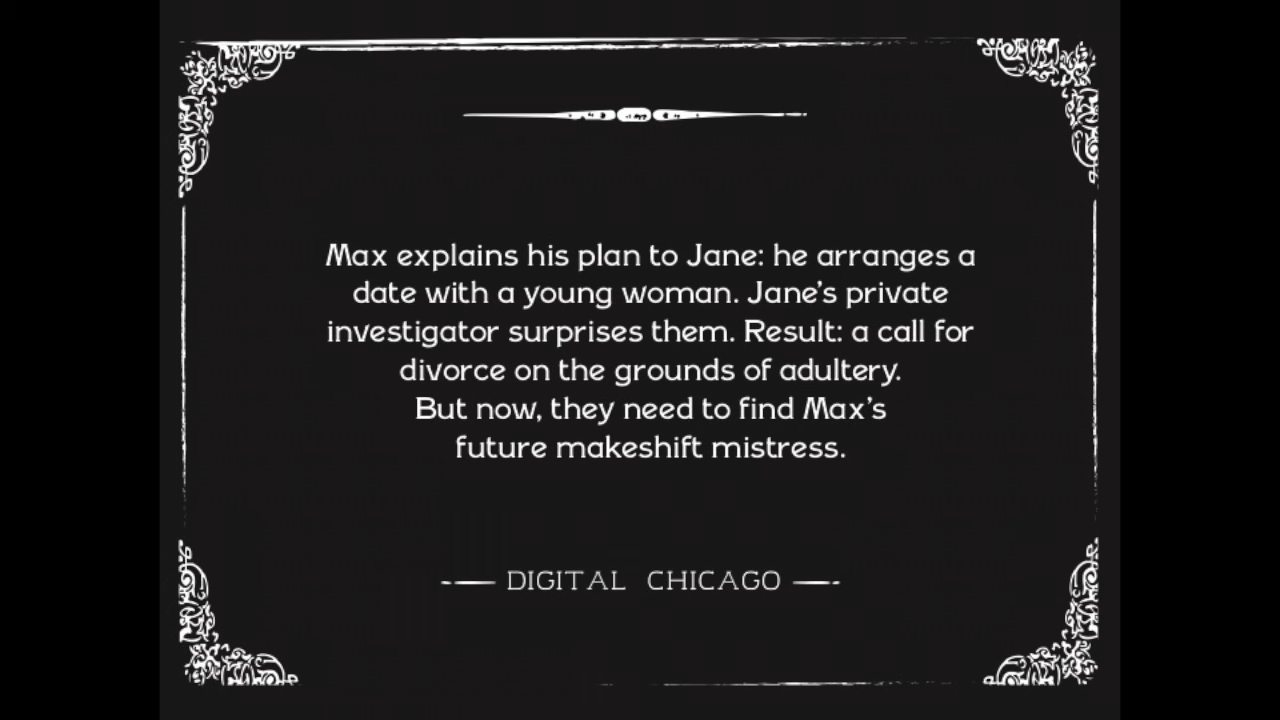 Max explains his plan to Jane: he arranges a
date with a young woman. Jane's private
investigator surprises them. Result: a call for
divorce on the grounds of adultery.
But now, they need to find Max's
future makeshift mistress.
DIGITAL CHICAGO